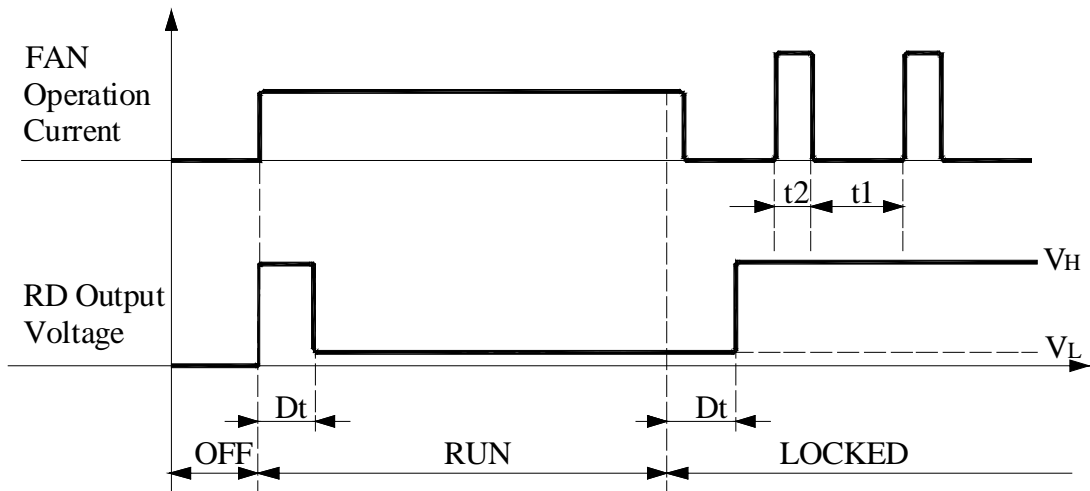 FAN
Operation
Current
t2
t1
VH
RD Output
Voltage
VL
Dt
Dt
OFF
RUN
LOCKED